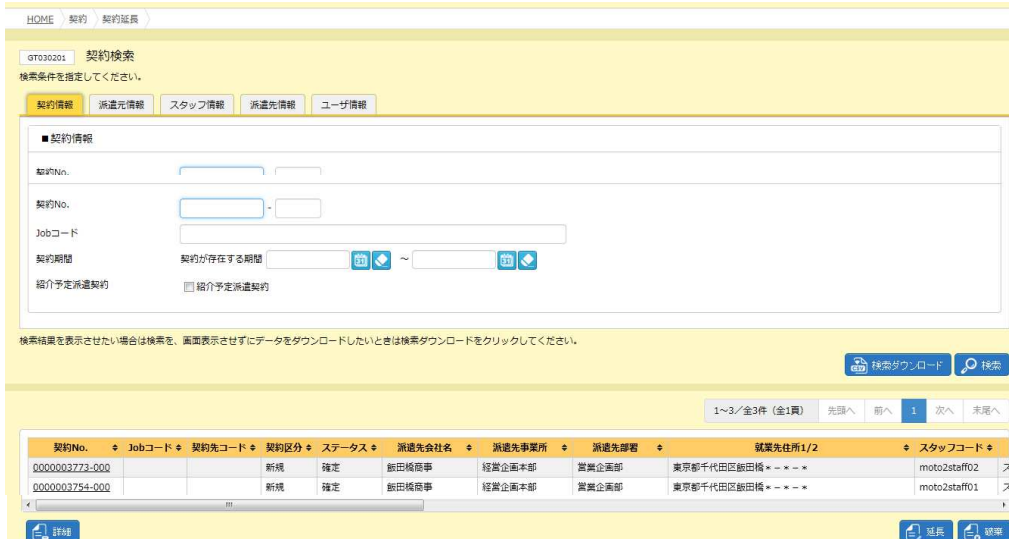 HOME 契約 契約延長
GT030201 契約検索
検索条件を指定してください。
契約情報 派遣元情報 スタッフ情報 派遣先情報 ユーザ情報
■契約情報
契約No.
契約No. -
Jobコード
契約期間 契約が存在する期間 31 ～ 31
紹介予定派遣契約 紹介予定派遣契約
検索結果を表示させたい場合は検索を、画面表示させずにデータをダウンロードしたいときは検索ダウンロードをクリックしてください。
CSV 検索ダウンロード 検索
1～3／全3件（全1頁） 先頭へ 前へ 1 次へ 末尾へ
契約No. Jobコード 契約先コード 契約区分 ステータス 派遣先会社名 派遣先事業所 派遣先部署 就業先住所1/2 スタッフコード
0000003773-000 新規 確定 飯田橋商事 経営企画本部 営業企画部 東京都千代田区飯田橋＊－＊－＊ moto2staff02 ス
0000003754-000 新規 確定 飯田橋商事 経営企画本部 営業企画部 東京都千代田区飯田橋＊－＊－＊ moto2staff01 ス
詳細 延長 破棄